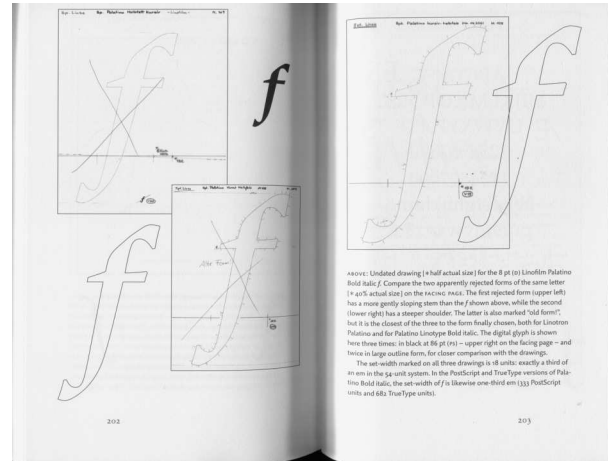 202
8 pt. Linos
ABOVE: Undated drawing [*half actual size] for the 8 pt (D) Linofilm Palatino
Bold italic f. Compare the two apparently rejected forms of the same letter
[*40% actual size] on the FACING PAGE. The first rejected form (upper left)
has a more gently sloping stem than the f shown above, while the second
(lower right) has a steeper shoulder. The latter is also marked "old form!",
but it is the closest of the three to the form finally chosen, both for Linotron
Palatino and for Palatino Linotype Bold italic. The digital glyph is shown
here three times: in black at 86 pt (PS) – upper right on the facing page – and
twice in large outline form, for closer comparison with the drawings.
The set-width marked on all three drawings is 18 units: exactly a third of
an em in the 54-unit system. In the PostScript and TrueType versions of Pala-
tino Bold italic, the set-width of f is likewise one-third em (333 PostScript
units and 682 TrueType units).
203